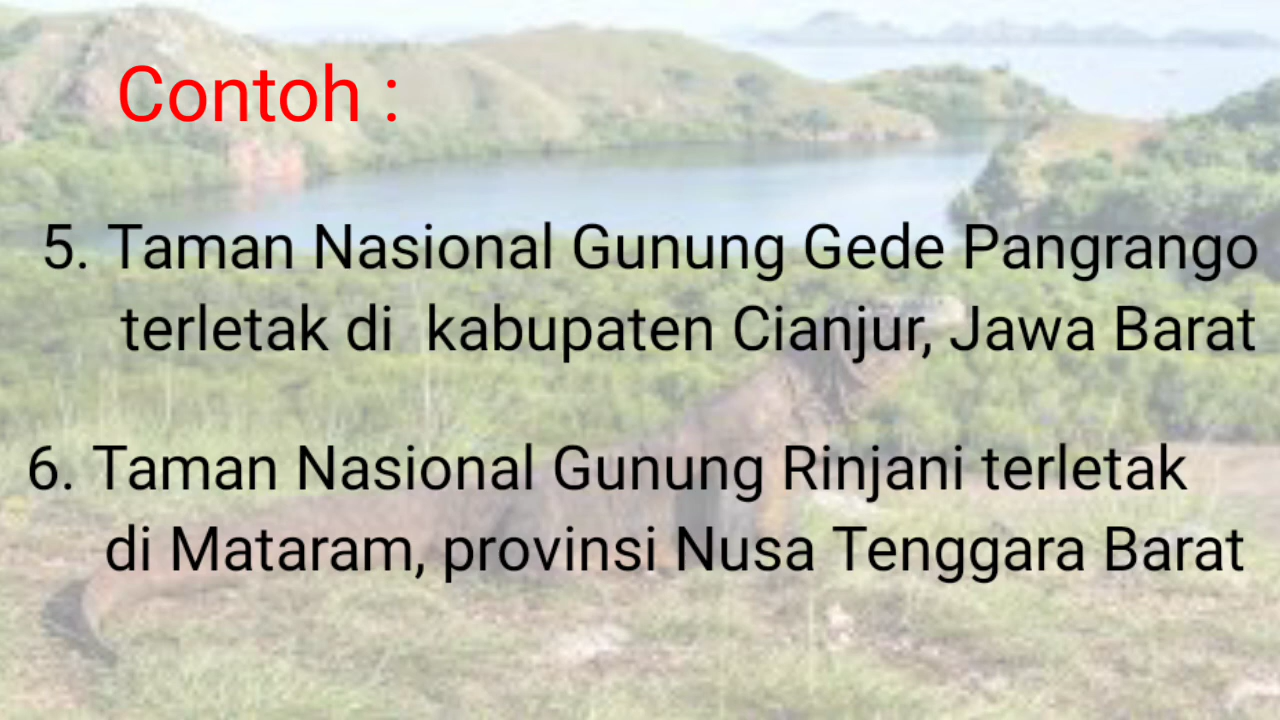 Contoh :
5. Taman Nasional Gunung Gede Pangrango
terletak di kabupaten Cianjur, Jawa Barat
6. Taman Nasional Gunung Rinjani terletak
di Mataram, provinsi Nusa Tenggara Barat